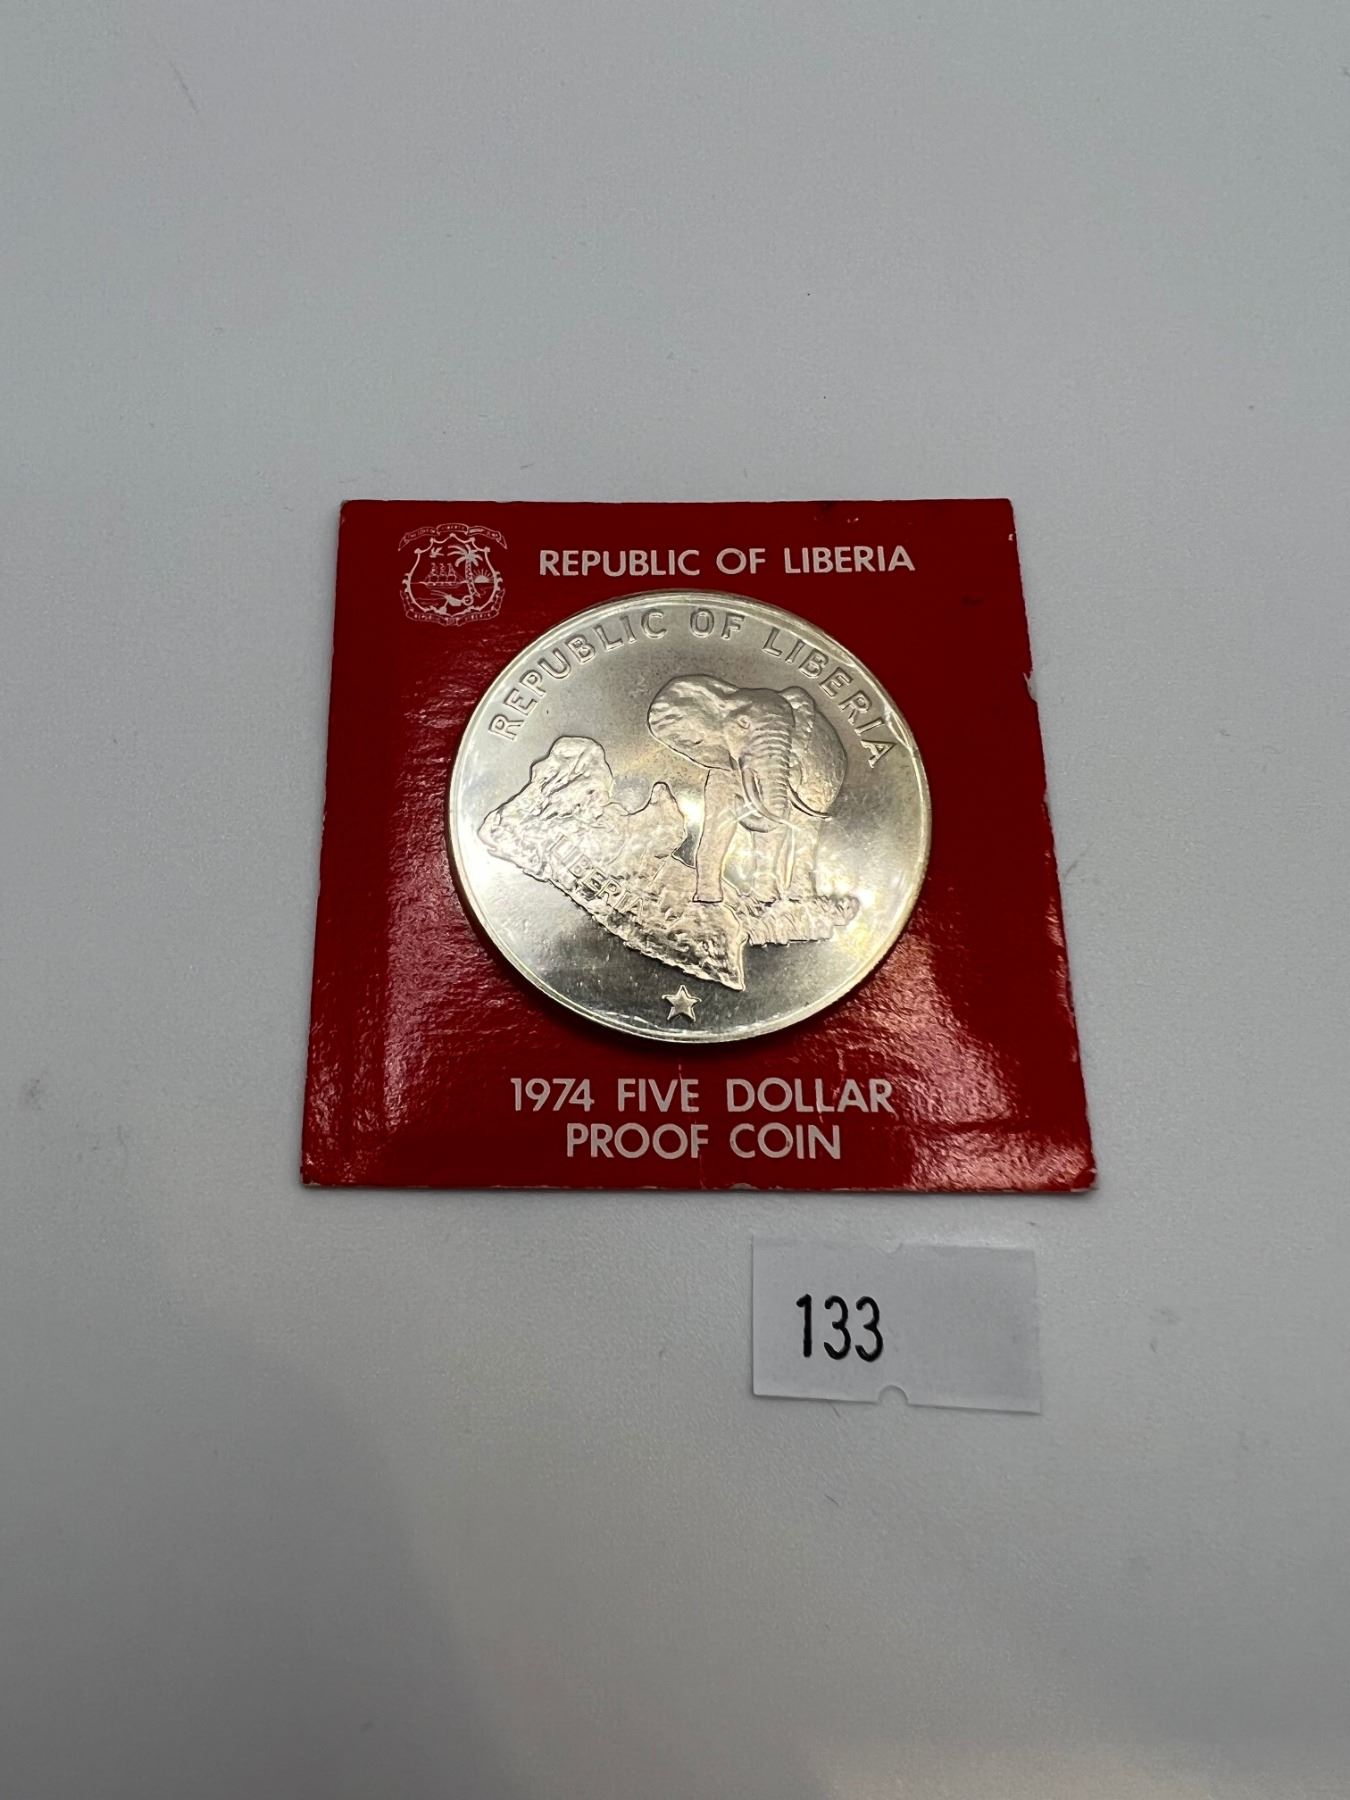 REPUBLIC OF LIBERIA
REPUBLIC OF LIBERIA
LIBERIA
1974 FIVE DOLLAR
PROOF COIN
133